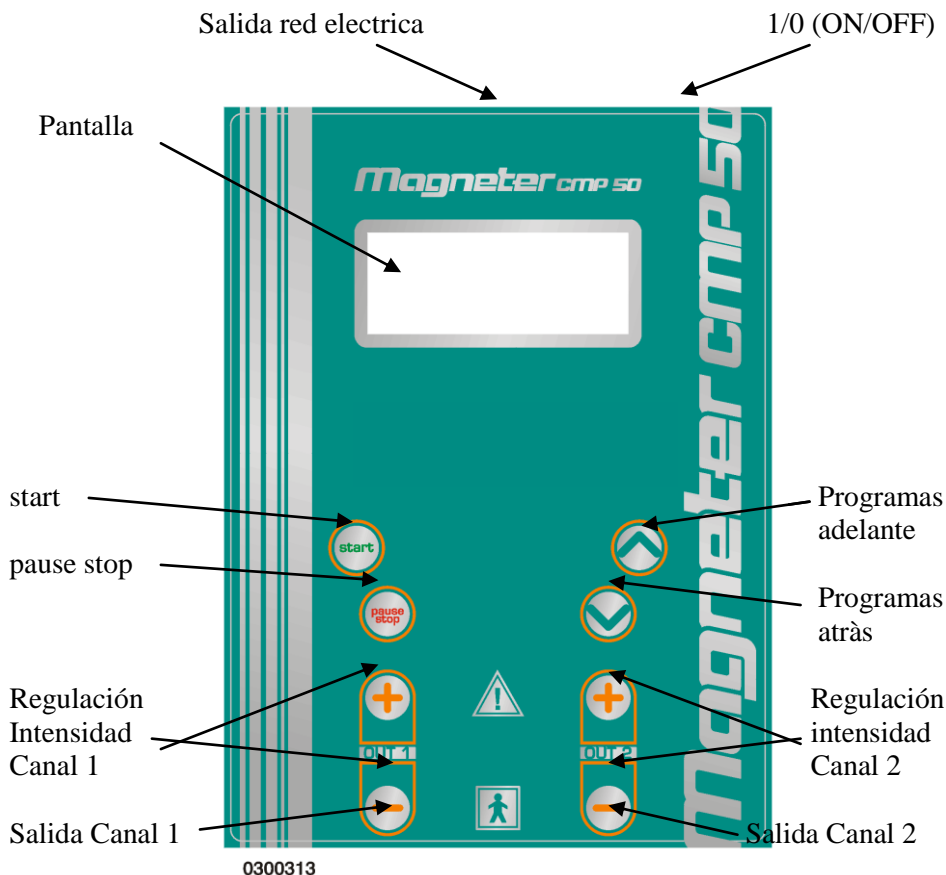 Salida red electrica
1/0 (ON/OFF)
Pantalla
Magneter CMP 50
Magneter CMP 50
start
start
Programas
adelante
pause stop
pause
stop
Programas
atràs
Regulación
Intensidad
Canal 1
OUT 1
OUT 2
Regulación
intensidad
Canal 2
Salida Canal 1
Salida Canal 2
0300313